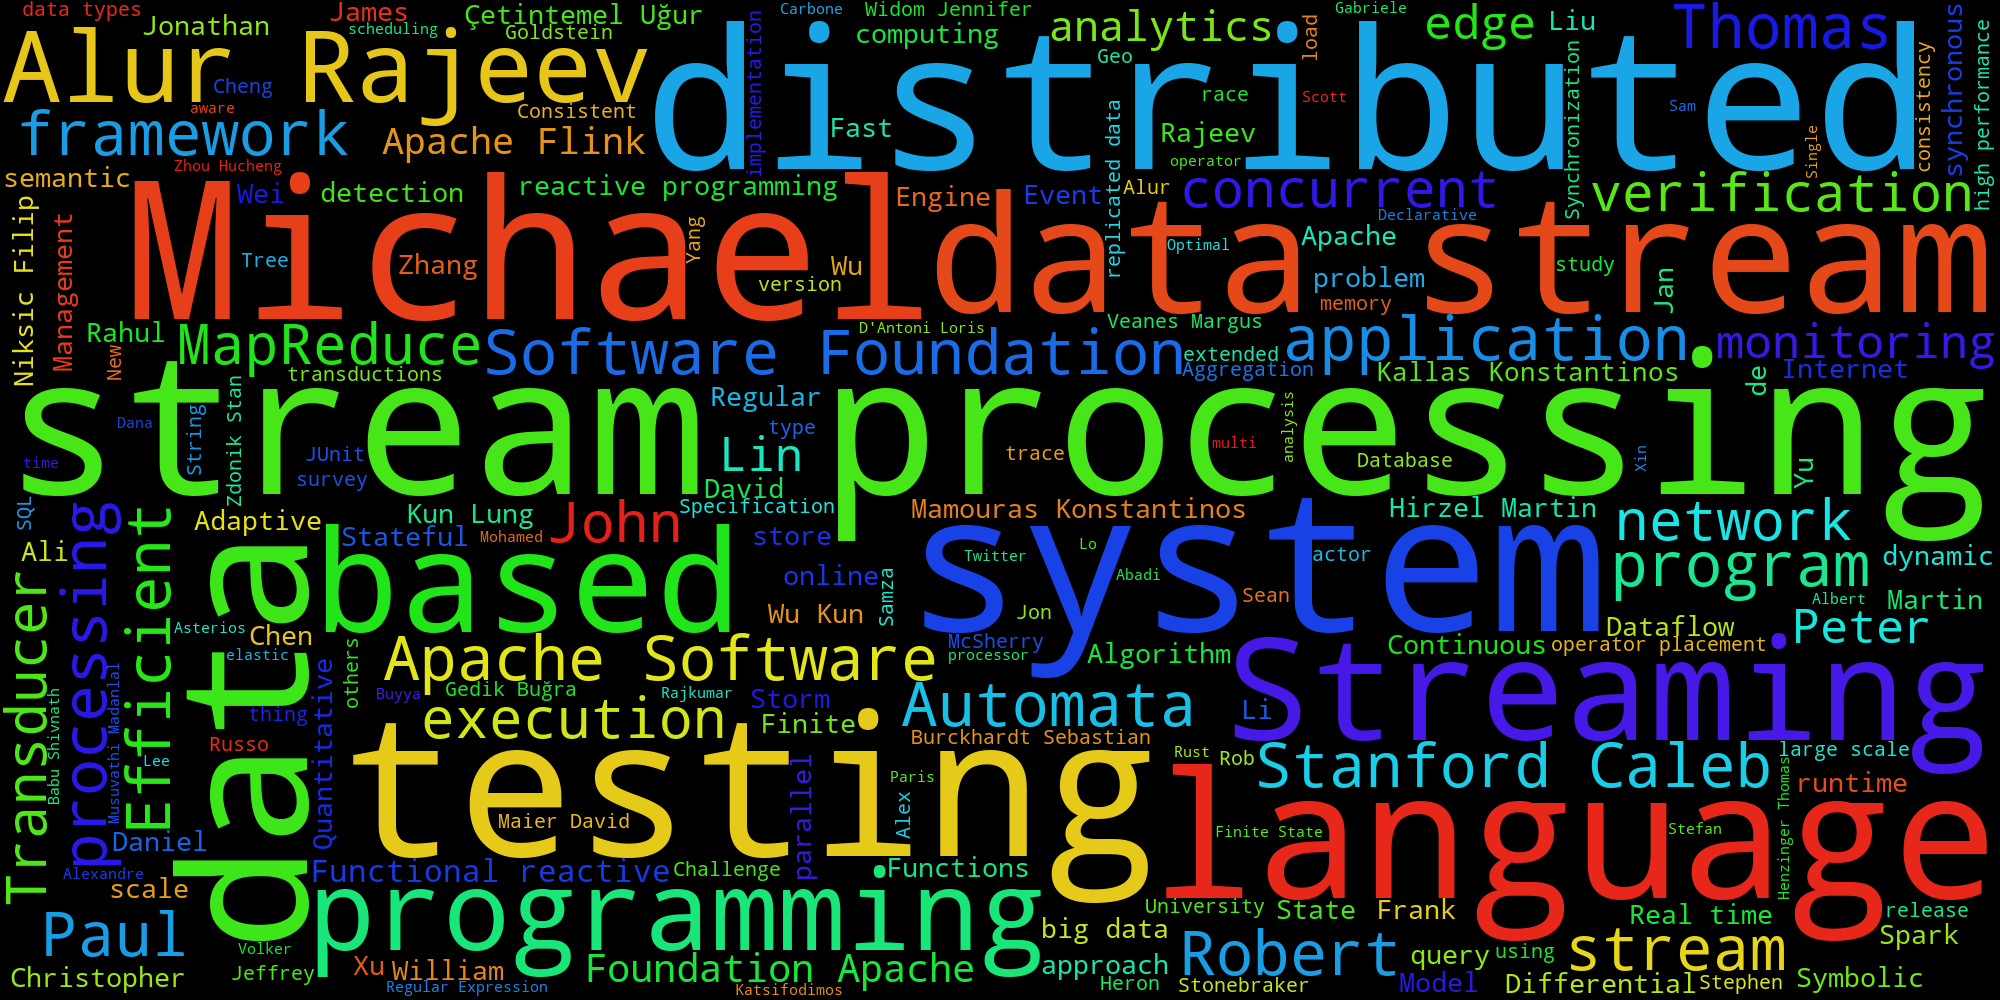 data types
Jonathan
James
scheduling
Çetintemel Uğur
Goldstein
Carbone
Widom Jennifer
computing
analytics
Geo
load
Gabriele
edge
Liu
Thomas
synchronous
high performance
Alur Rajeev
distributed
Cheng
aware
Consistent
framework
Apache Flink
implementation
Fast
race
Rajeev
operator
Scott
Sam
Single
consistency
Synchronization
replicated data
Zhou Hucheng
semantic
Wei
detection
reactive programming
Engine
Event
Alur
concurrent
Declarative
verification
Niksic Filip
Management
Michael
data stream
Tree
Zhang
Yang
Wu
version
Optimal
Apache
problem
memory
study
Jan
Rahul
New
MapReduce
Software Foundation
D'Antoni Loris
Veanes Margus
extended
Aggregation
application
monitoring
Internet
transductions
Kallas Konstantinos
de
stream processing
Dana
String
Zdonik Stan
Regular
type
JUnit
survey
Lin
David
trace
multi
analysis
Database
Xin
Yu
time
SQL
Specification
Adaptive
Kun Lung
Stateful
Mohamed
John
store
Mamouras Konstantinos
Hirzel Martin
network
Ali
processing
Efficient
data
based
online
Samza
system
Twitter
Lo
Abadi
actor
Sean
program
dynamic
Albert
Martin
Transducer
Asterios
Chen
elastic
others
Wu Kun
Jon
McSherry
processor
Algorithm
Continuous
Dataflow
operator placement
Peter
Apache Software
Buyya
Gedik Buğra
Rajkumar
Storm
Finite
Automata
Li
Streaming
Babu Shivnath
Musuvathi Madanlal
thing
Russo
Lee
Quantitative
execution
Burckhardt Sebastian
Rust
Rob
Stanford Caleb
large scale
runtime
testing
Maier David
parallel
Alex
Paris
Finite State
language
Stefan
Henzinger Thomas
Daniel
Alexandre
scale
Functional reactive
Challenge
Functions
programming
University
State
Frank
Real time
release
Spark
Paul
Volker
Christopher
Jeffrey
Xu
William
Regular Expression
Foundation Apache
Katsifodimos
big data
approach
Heron
Robert
Stonebraker
query
using
Model
stream
Differential
Stephen
Symbolic